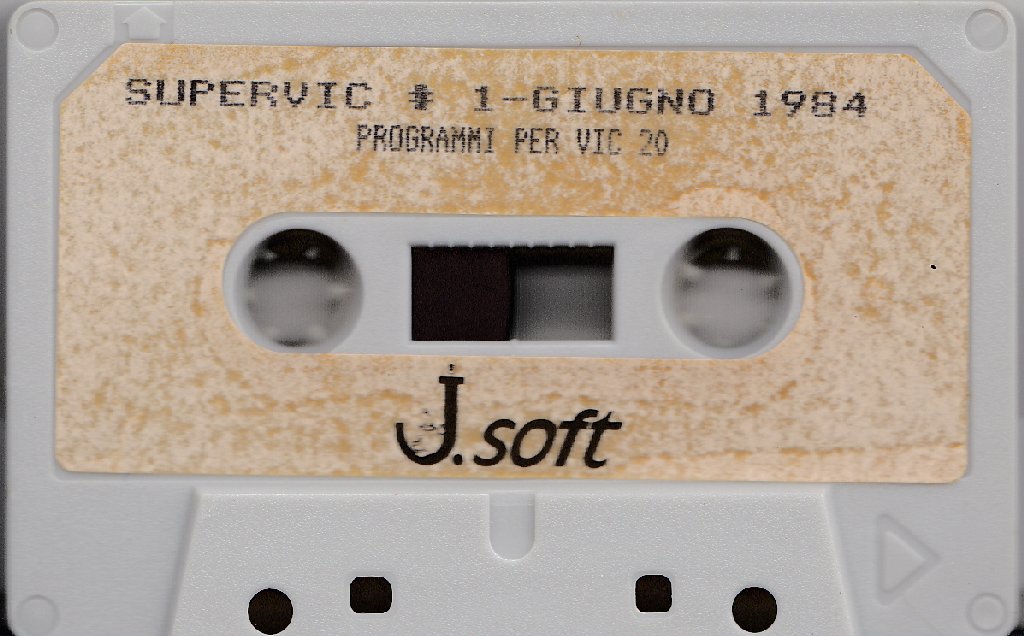 SUPERVIC # 1-GIUGNO 1984
PROGRAMMI PER VIC 20
J.soft